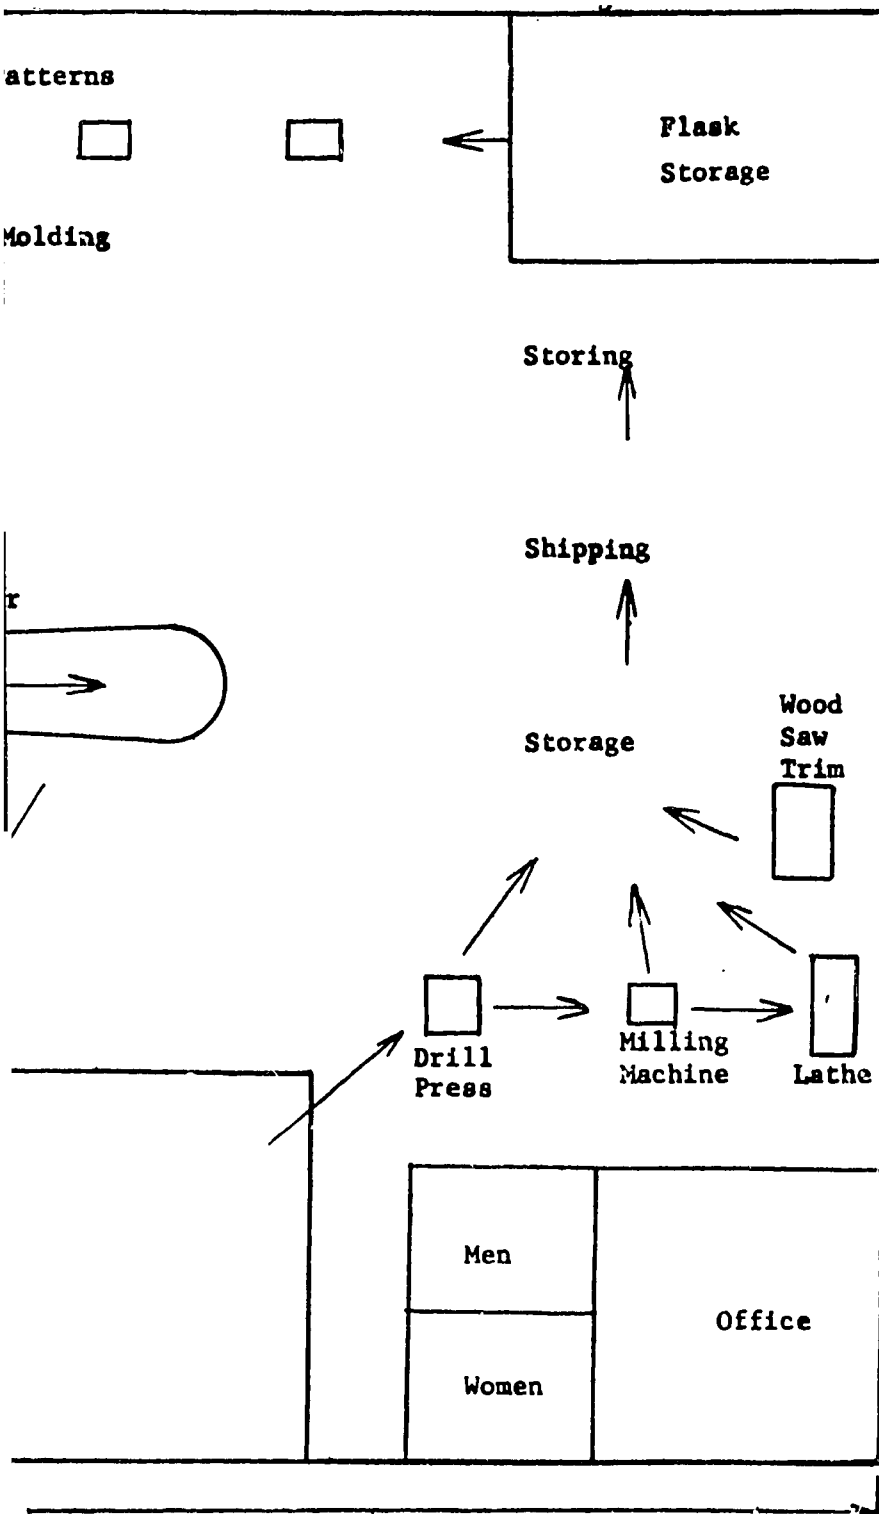 atterns
Flask
Storage
Molding
Storing
Shipping
r
Storage
Wood
Saw
Trim
Drill
Press
Milling
Machine
Lathe
Men
Women
Office